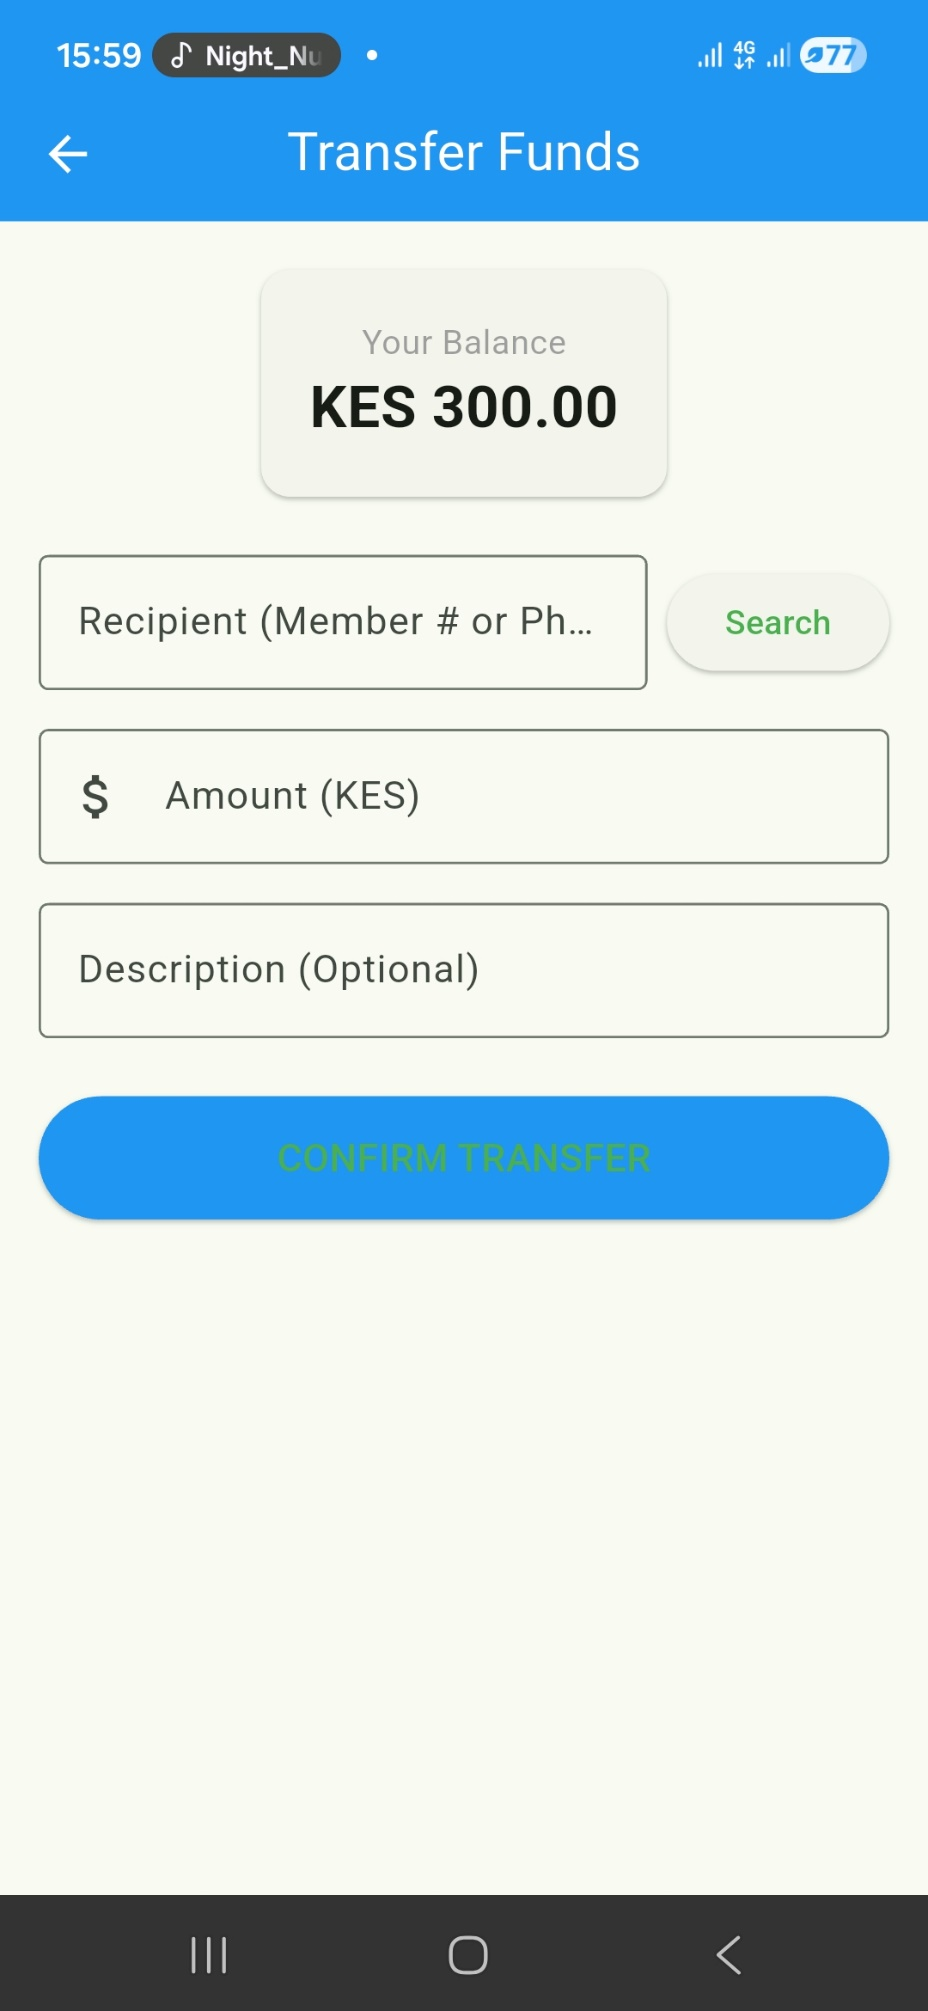 15:59 Night_Nu 4G 77
Transfer Funds
Your Balance
KES 300.00
Recipient (Member # or Ph...
Search
$ Amount (KES)
Description (Optional)
CONFIRM TRANSFER